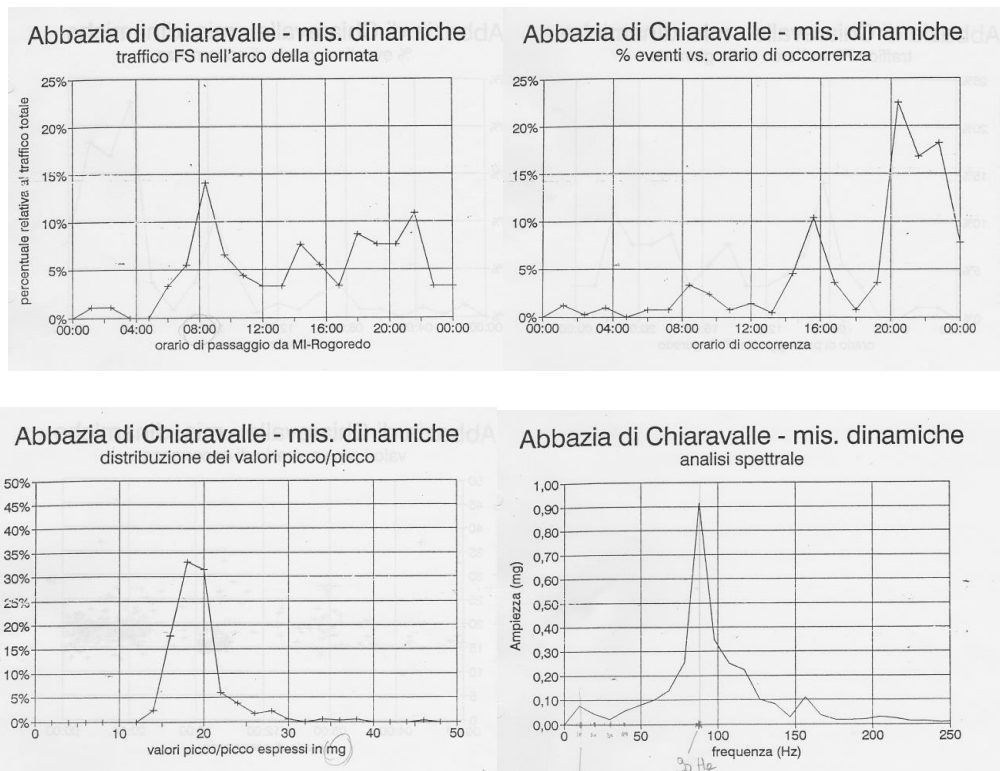 Abbazia di Chiaravalle - mis. dinamiche
traffico FS nell'arco della giornata
percentuale relativa al traffico totale
25%
20%
15%
10%
5%
0%
00:00 04:00 08:00 12:00 16:00 20:00 00:00
orario di passaggio da MI-Rogoredo
Abbazia di Chiaravalle - mis. dinamiche
% eventi vs. orario di occorrenza
25%
20%
15%
10%
5%
0%
00:00 04:00 08:00 12:00 16:00 20:00 00:00
orario di occorrenza
Abbazia di Chiaravalle - mis. dinamiche
distribuzione dei valori picco/picco
50%
45%
40%
35%
30%
25%
20%
15%
10%
5%
0%
0 10 20 30 40 50
valori picco/picco espressi in mg
Abbazia di Chiaravalle - mis. dinamiche
analisi spettrale
Ampiezza (mg)
1,00
0,90
0,80
0,70
0,60
0,50
0,40
0,30
0,20
0,10
0,00
0 50 100 150 200 250
frequenza (Hz)
90 Hz